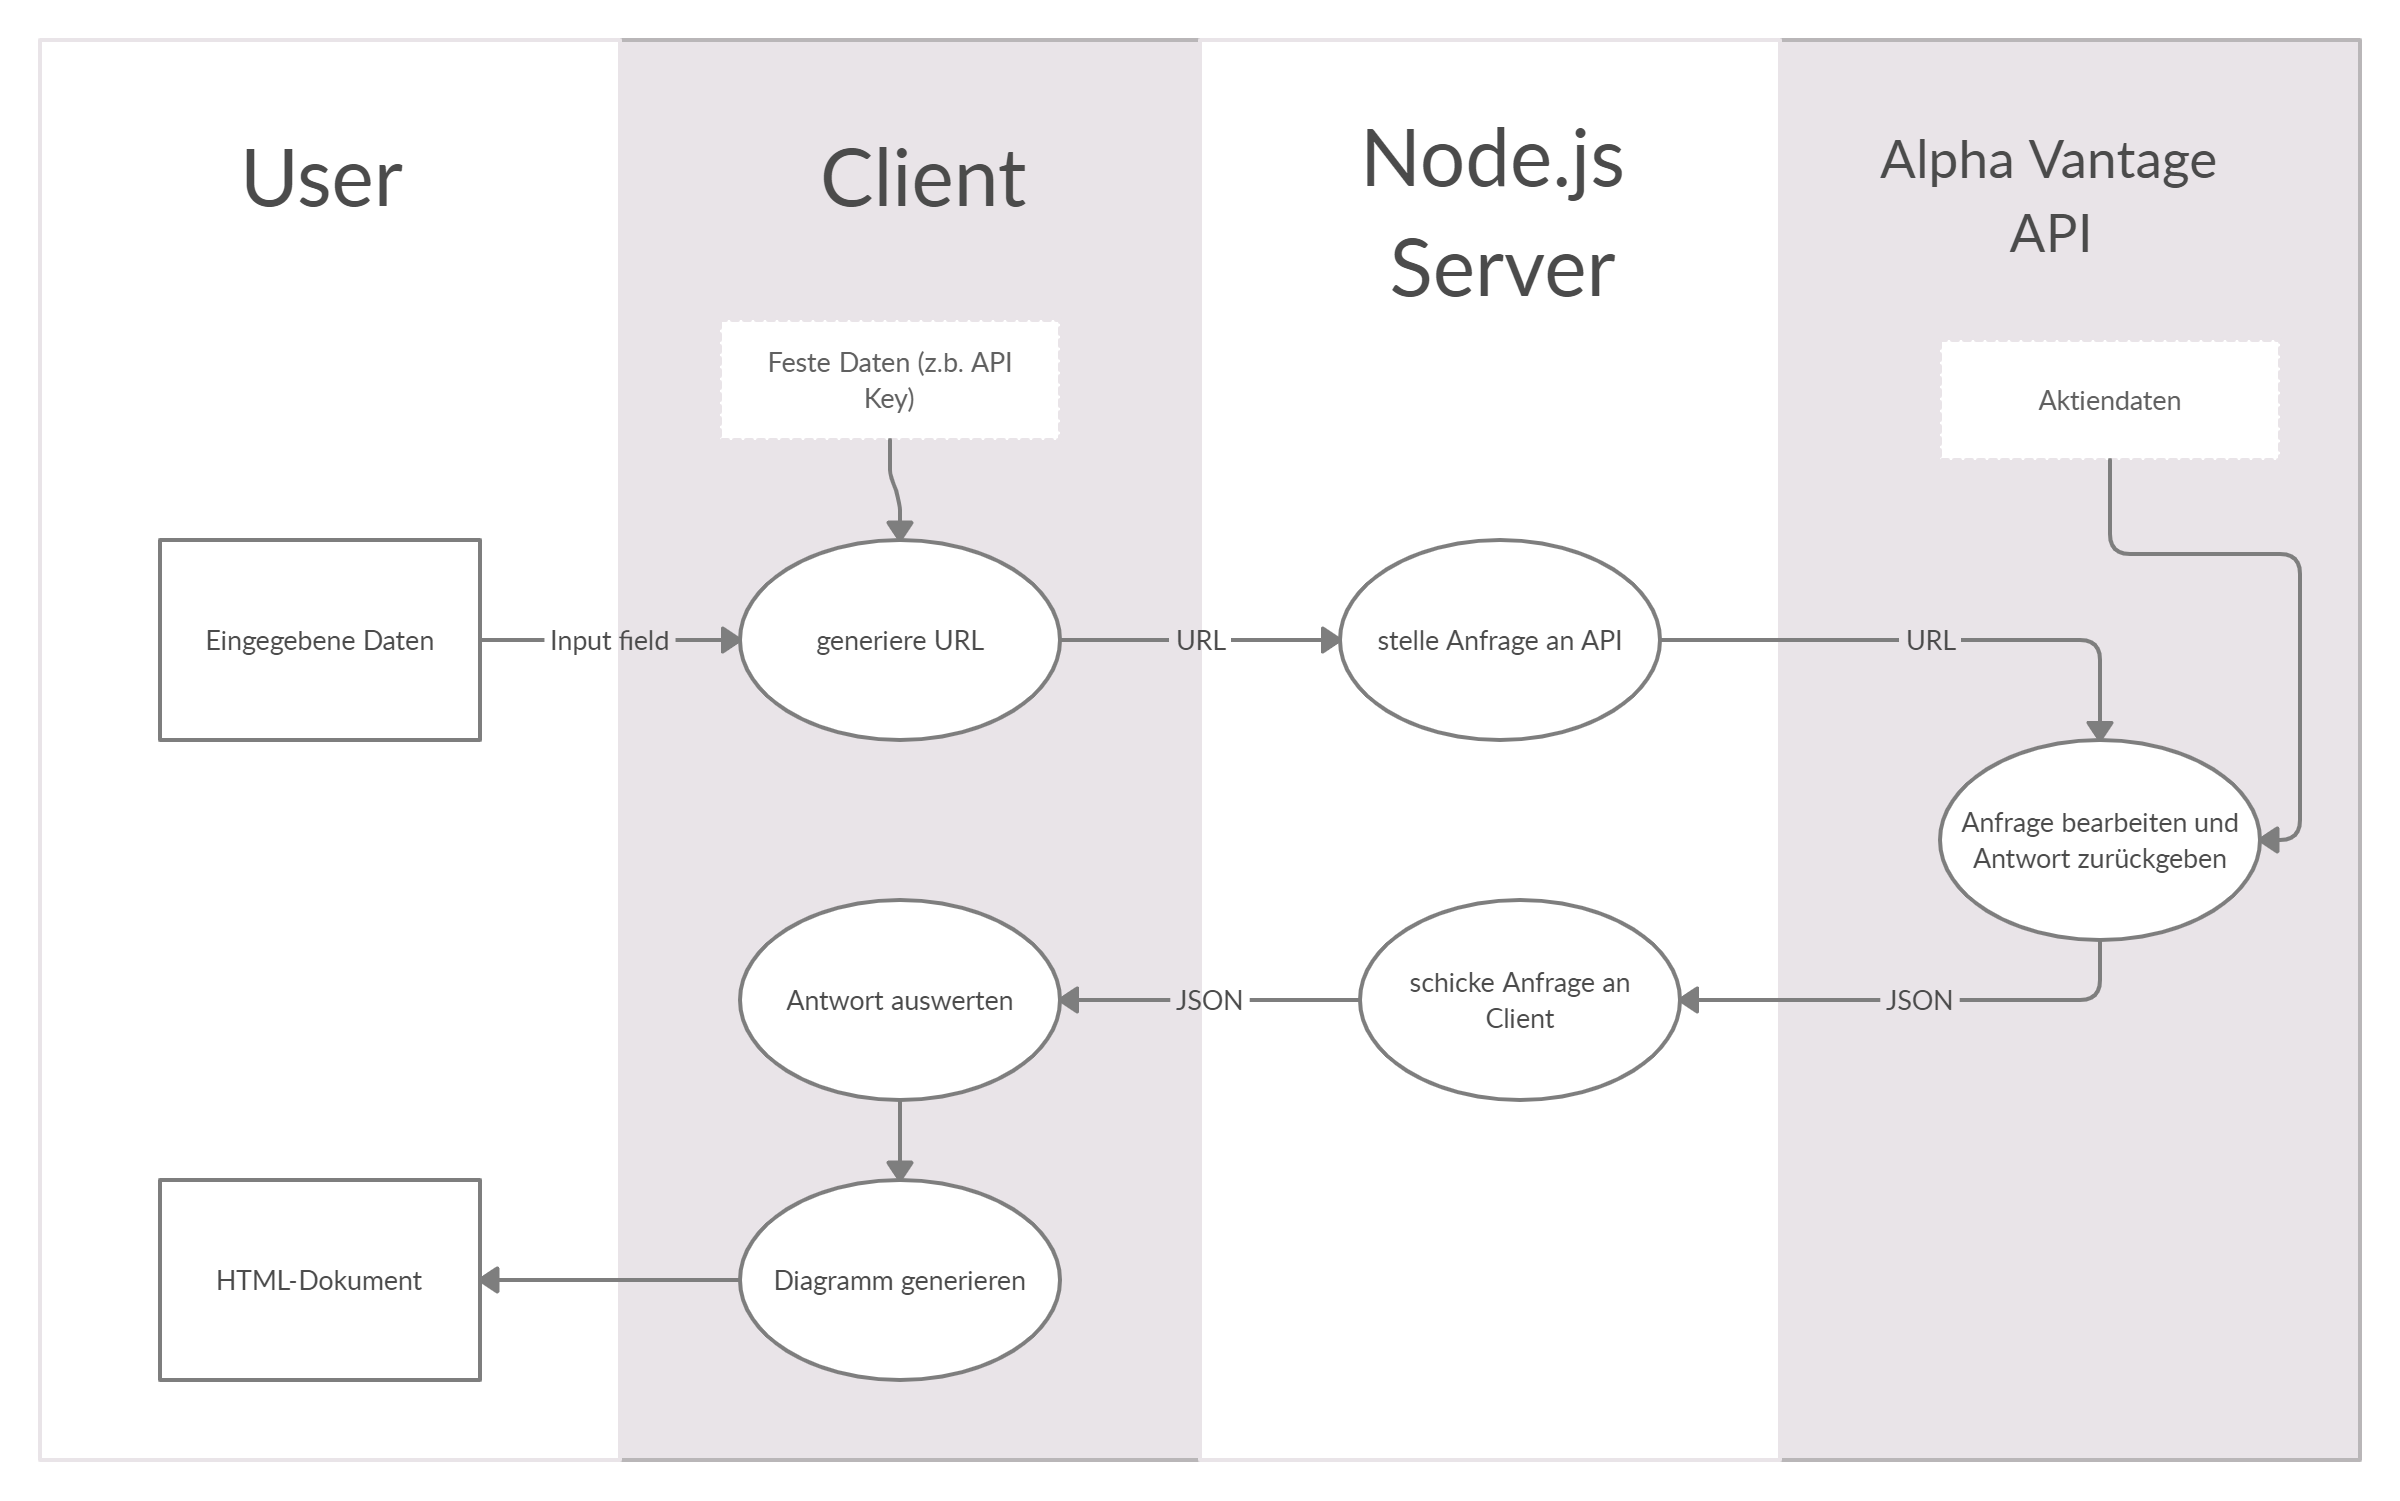 User
Client
Node.js
Server
Alpha Vantage
API
Feste Daten (z.b. API
Key)
Aktiendaten
Eingegebene Daten
Input field
generiere URL
URL
stelle Anfrage an API
URL
Anfrage bearbeiten und
Antwort zurückgeben
Antwort auswerten
JSON
schicke Anfrage an
Client
JSON
HTML-Dokument
Diagramm generieren